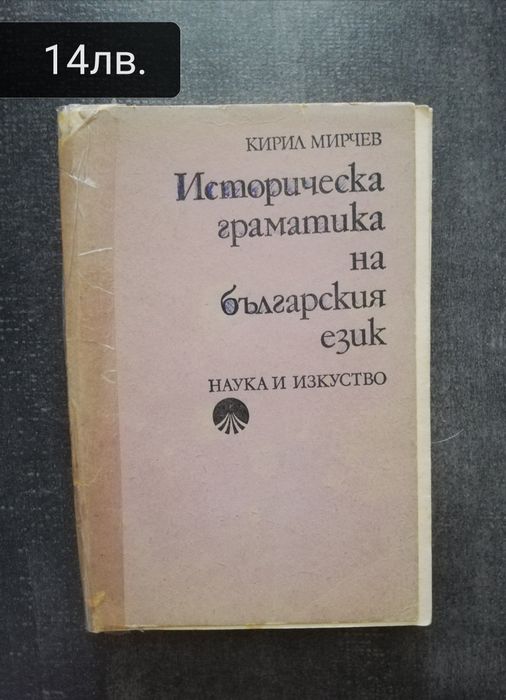 14лв.
КИРИЛ МИРЧЕВ
Историческа
граматика
на
българския
език
НАУКА И ИЗКУСТВО